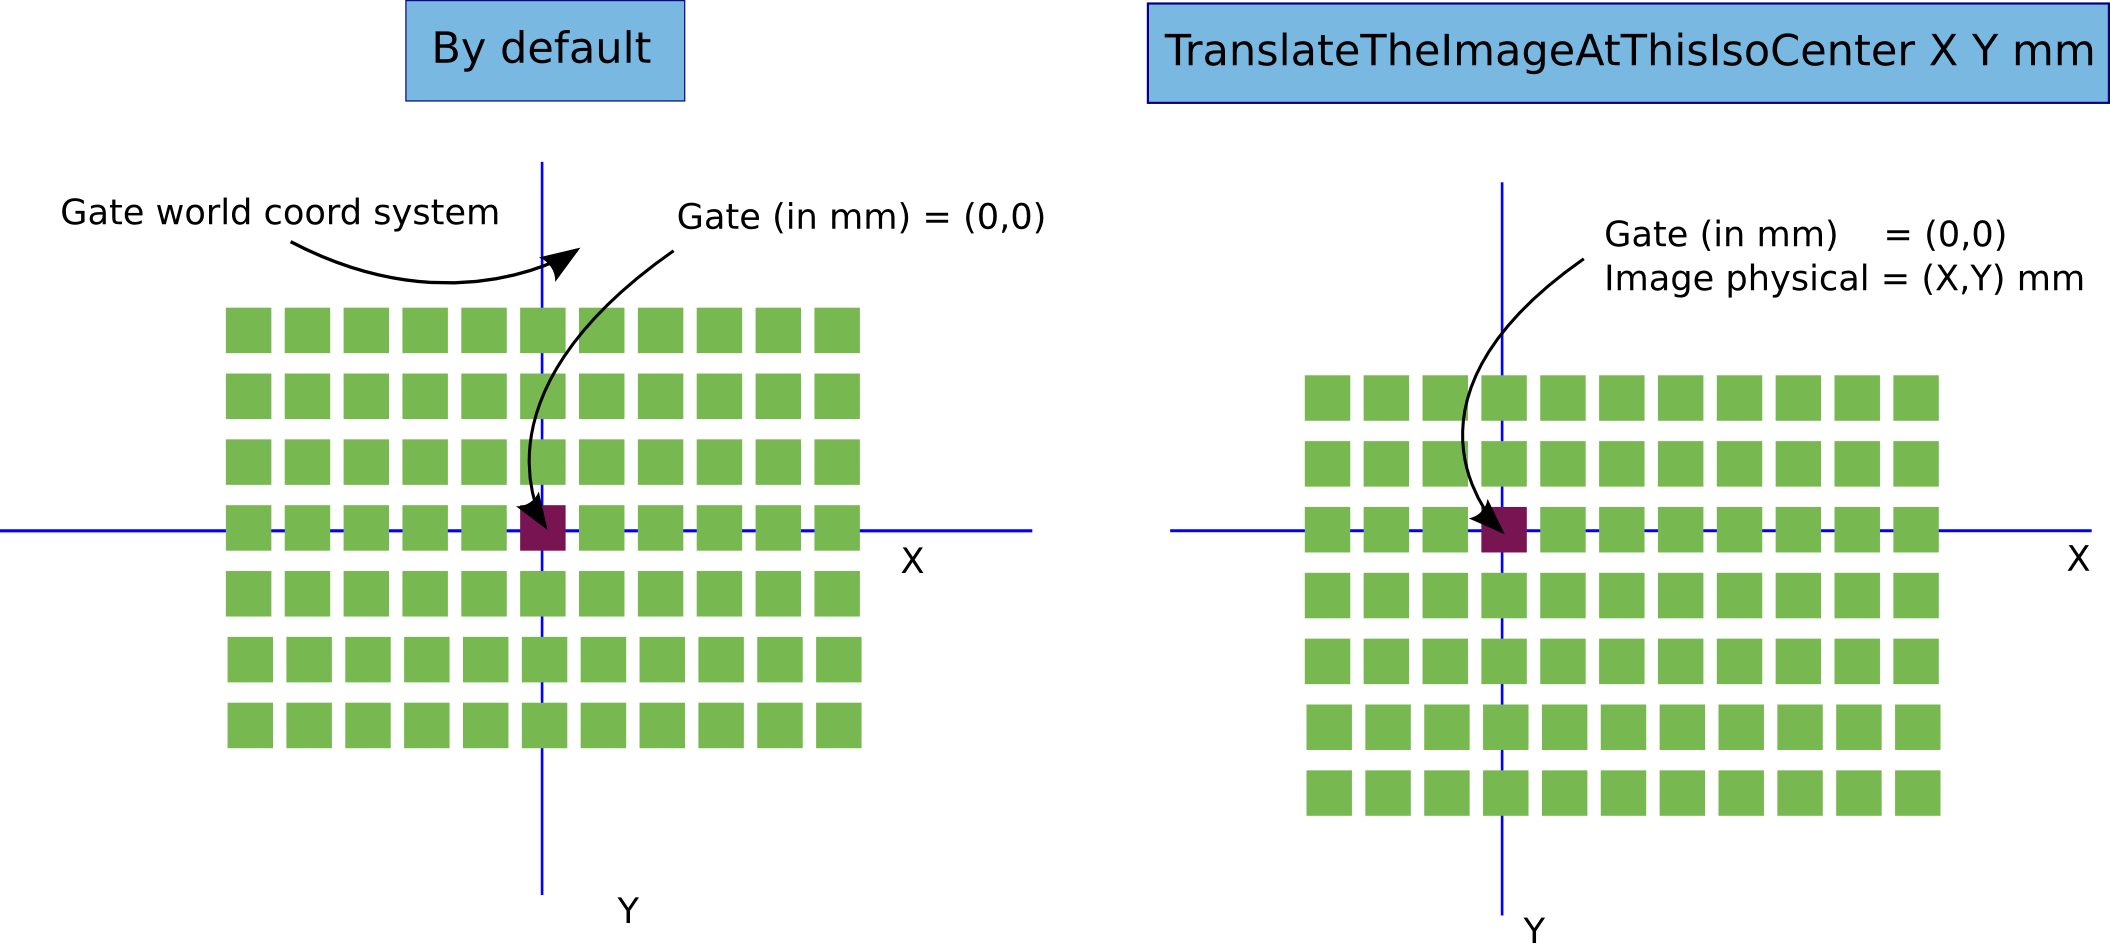 By default
TranslateTheImageAtThisIsoCenter X Y mm
Gate world coord system
Gate (in mm) = (0,0)
X
Y
Gate (in mm) = (0,0)
Image physical = (X,Y) mm
X
Y